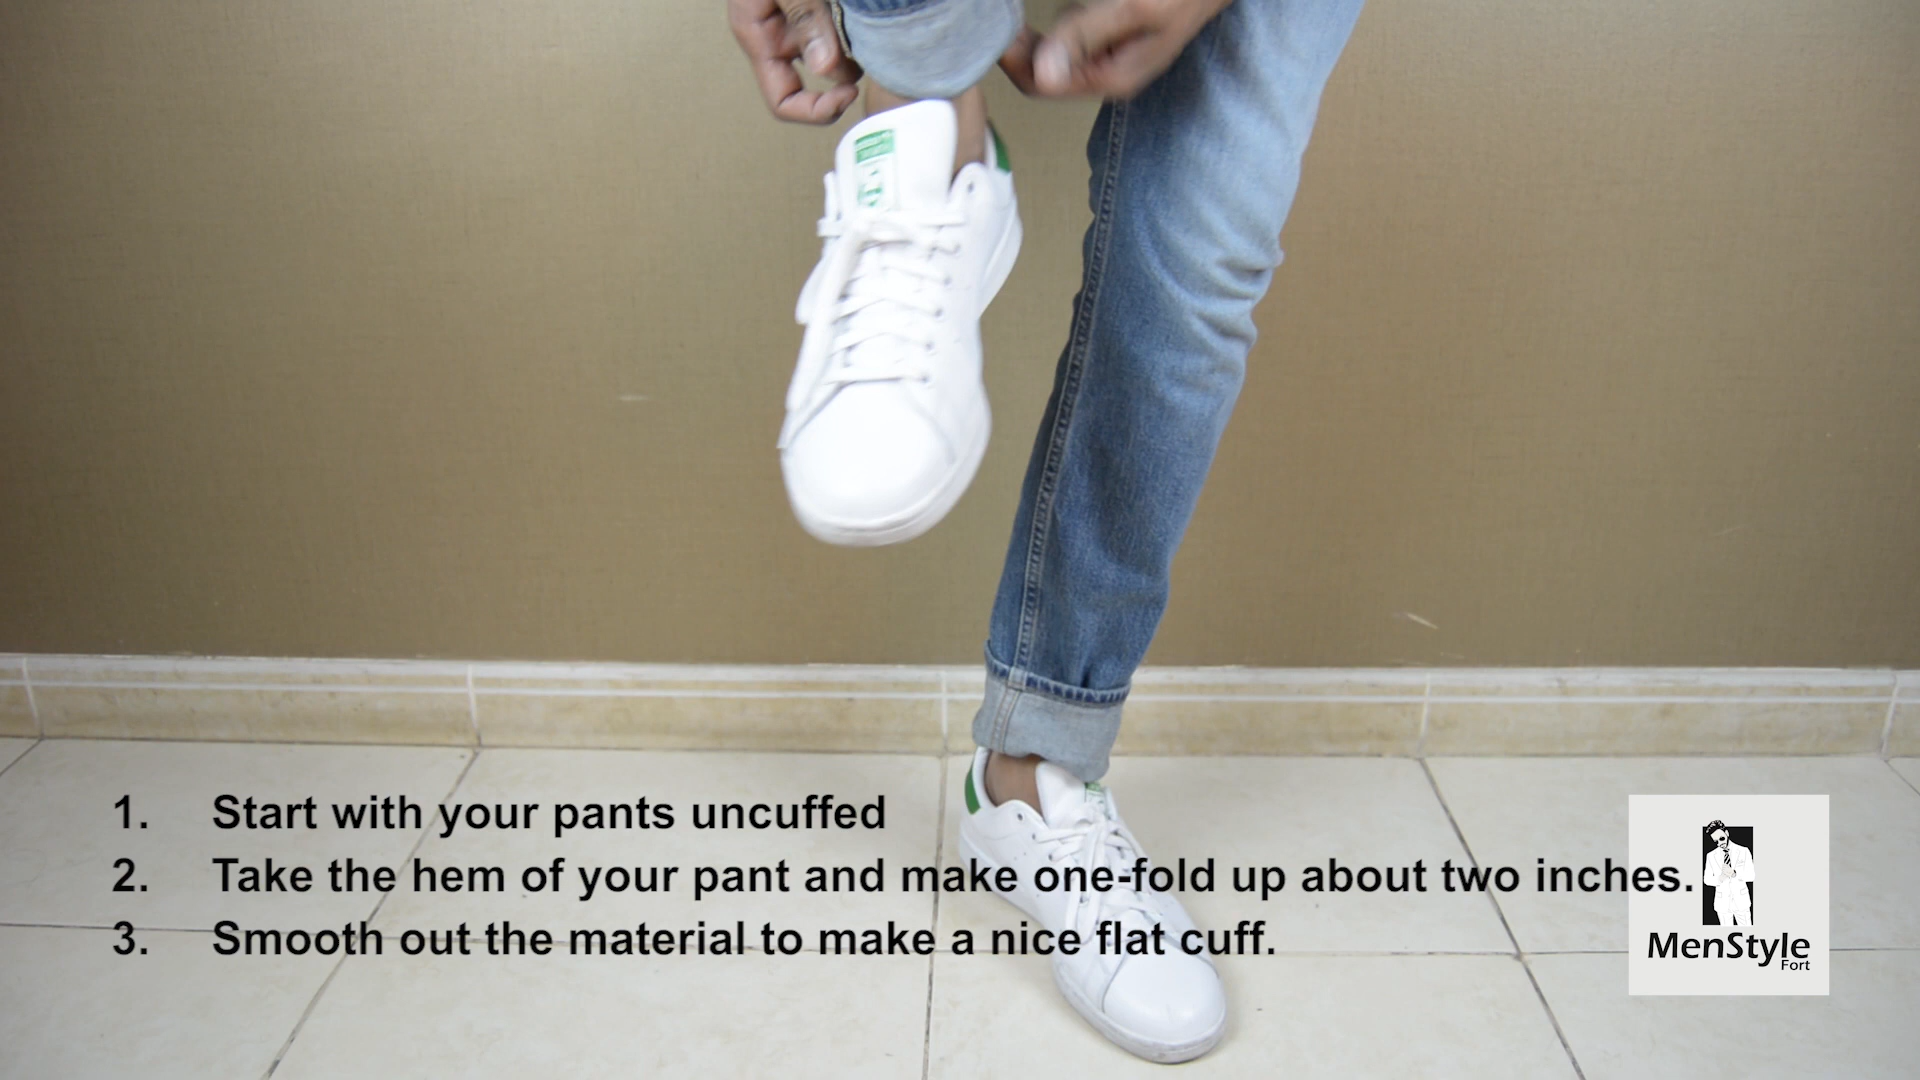 1. Start with your pants uncuffed
2. Take the hem of your pant and make one-fold up about two inches.
3. Smooth out the material to make a nice flat cuff.
MenStyle
Fort